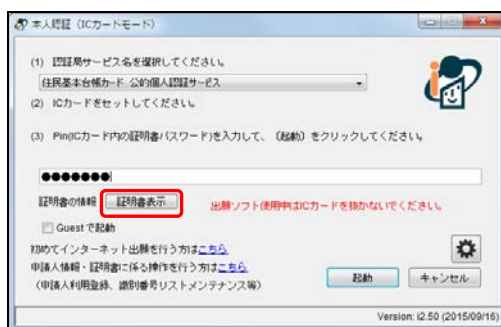 本人認証（ICカードモード）
(1) 認証局サービス名を選択してください。
住民基本台帳カード 公的個人認証サービス
(2) ICカードをセットしてください。
(3) Pin(ICカード内の証明書パスワード)を入力して、（起動）をクリックしてください。
●●●●●●●
証明書の情報 証明書表示 出願ソフト使用中はICカードを抜かないでください。
Guestで起動
初めてインターネット出願を行う方はこちら
申請人情報・証明書に係る操作を行う方はこちら
（申請人利用登録、識別番号リストメンテナンス等）
起動 キャンセル
Version: i2.50 (2015/09/16)